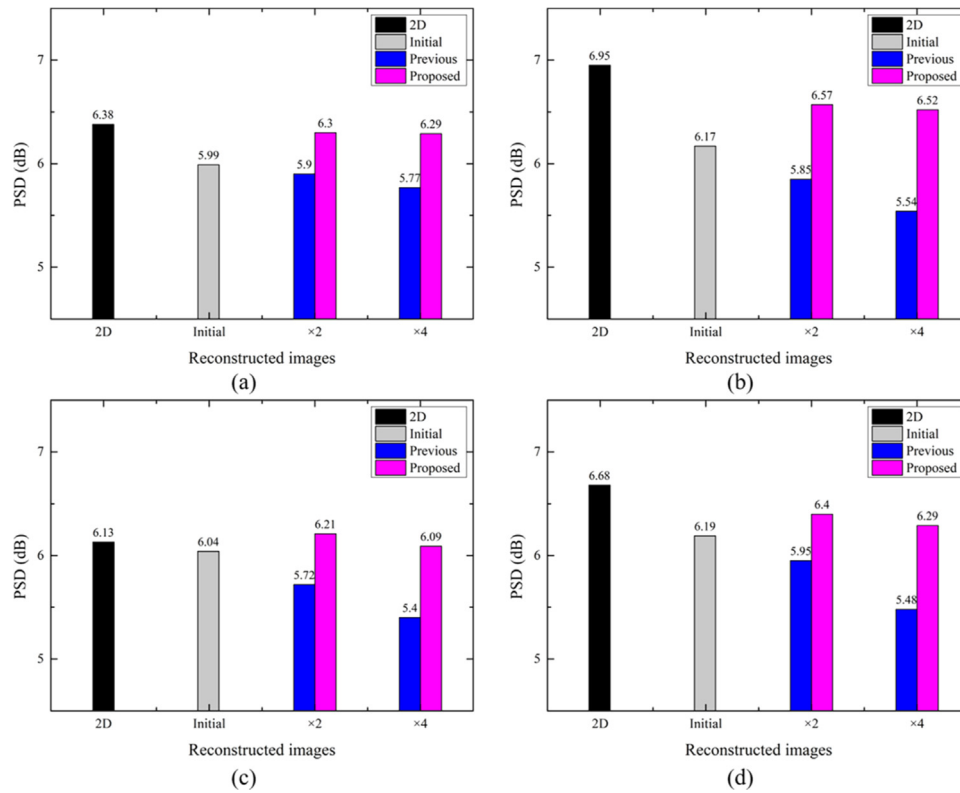 2D
Initial
Previous
Proposed
7
6
5
PSD (dB)
6.38
5.99
5.9
6.3
5.77
6.29
2D Initial ×2 ×4
Reconstructed images
(a)
2D
Initial
Previous
Proposed
7
6
5
PSD (dB)
6.95
6.17
5.85
6.57
5.54
6.52
2D Initial ×2 ×4
Reconstructed images
(b)
2D
Initial
Previous
Proposed
7
6
5
PSD (dB)
6.13
6.04
5.72
6.21
5.4
6.09
2D Initial ×2 ×4
Reconstructed images
(c)
2D
Initial
Previous
Proposed
7
6
5
PSD (dB)
6.68
6.19
5.95
6.4
5.48
6.29
2D Initial ×2 ×4
Reconstructed images
(d)